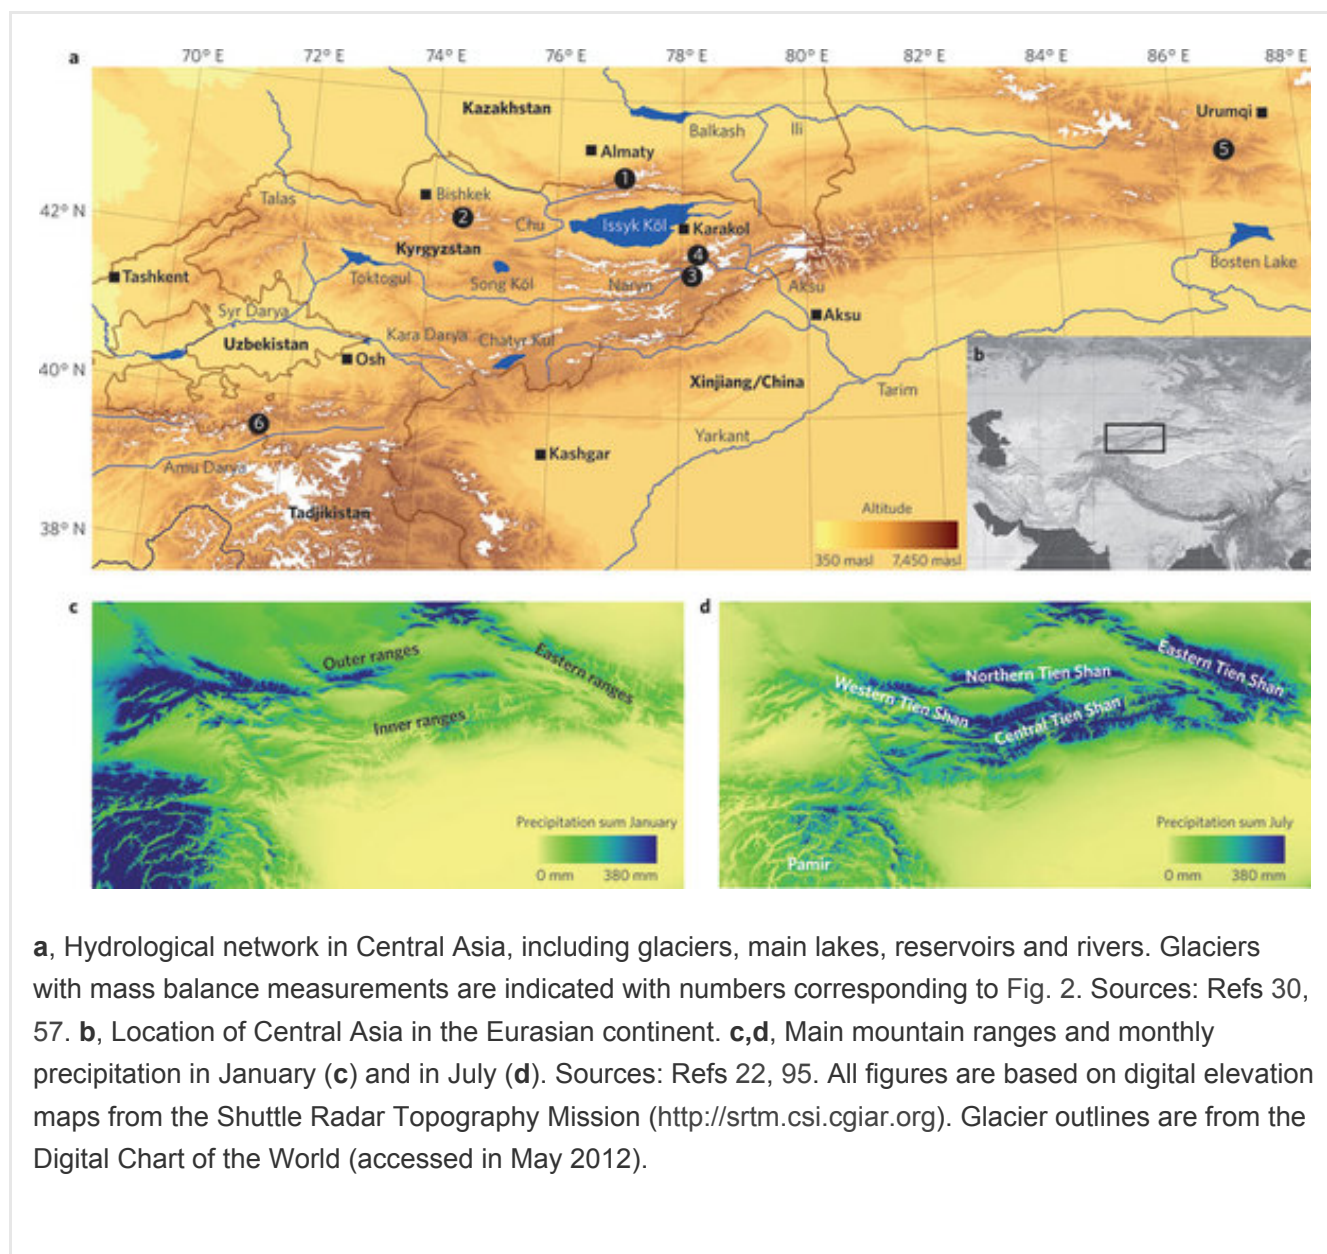 a
70° E 72° E 74° E 76° E 78° E 80° E 82° E 84° E 86° E 88° E
Kazakhstan
Urumqi
Balkash
Ili
Almaty
5
1
Talas
Bishkek
42° N
2
Chu
Issyk Köl
Karakol
Kyrgyzstan
4
Bosten Lake
Tashkent
Toktogul
Song Köl
Naryn
3
Aksu
Syr Darya
Aksu
Kara Darya
Chatyr Kul
Uzbekistan
Osh
b
40° N
Xinjiang/China
Tarim
6
Yarkant
Kashgar
Amu Darya
Tadjikistan
Altitude
38° N
350 masl 7,450 masl
c
Outer ranges
Eastern ranges
Inner ranges
Precipitation sum January
0 mm 380 mm
d
Eastern Tien Shan
Northern Tien Shan
Western Tien Shan
Central Tien Shan
Precipitation sum July
Pamir
0 mm 380 mm
a, Hydrological network in Central Asia, including glaciers, main lakes, reservoirs and rivers. Glaciers
with mass balance measurements are indicated with numbers corresponding to Fig. 2. Sources: Refs 30,
57. b, Location of Central Asia in the Eurasian continent. c,d, Main mountain ranges and monthly
precipitation in January (c) and in July (d). Sources: Refs 22, 95. All figures are based on digital elevation
maps from the Shuttle Radar Topography Mission (http://srtm.csi.cgiar.org). Glacier outlines are from the
Digital Chart of the World (accessed in May 2012).